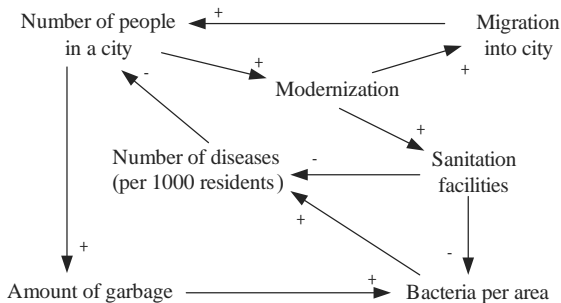 Number of people
in a city
+
Migration
into city
-
+
Modernization
+
+
Number of diseases
(per 1000 residents)
-
Sanitation
facilities
+
+
-
Amount of garbage
+
Bacteria per area